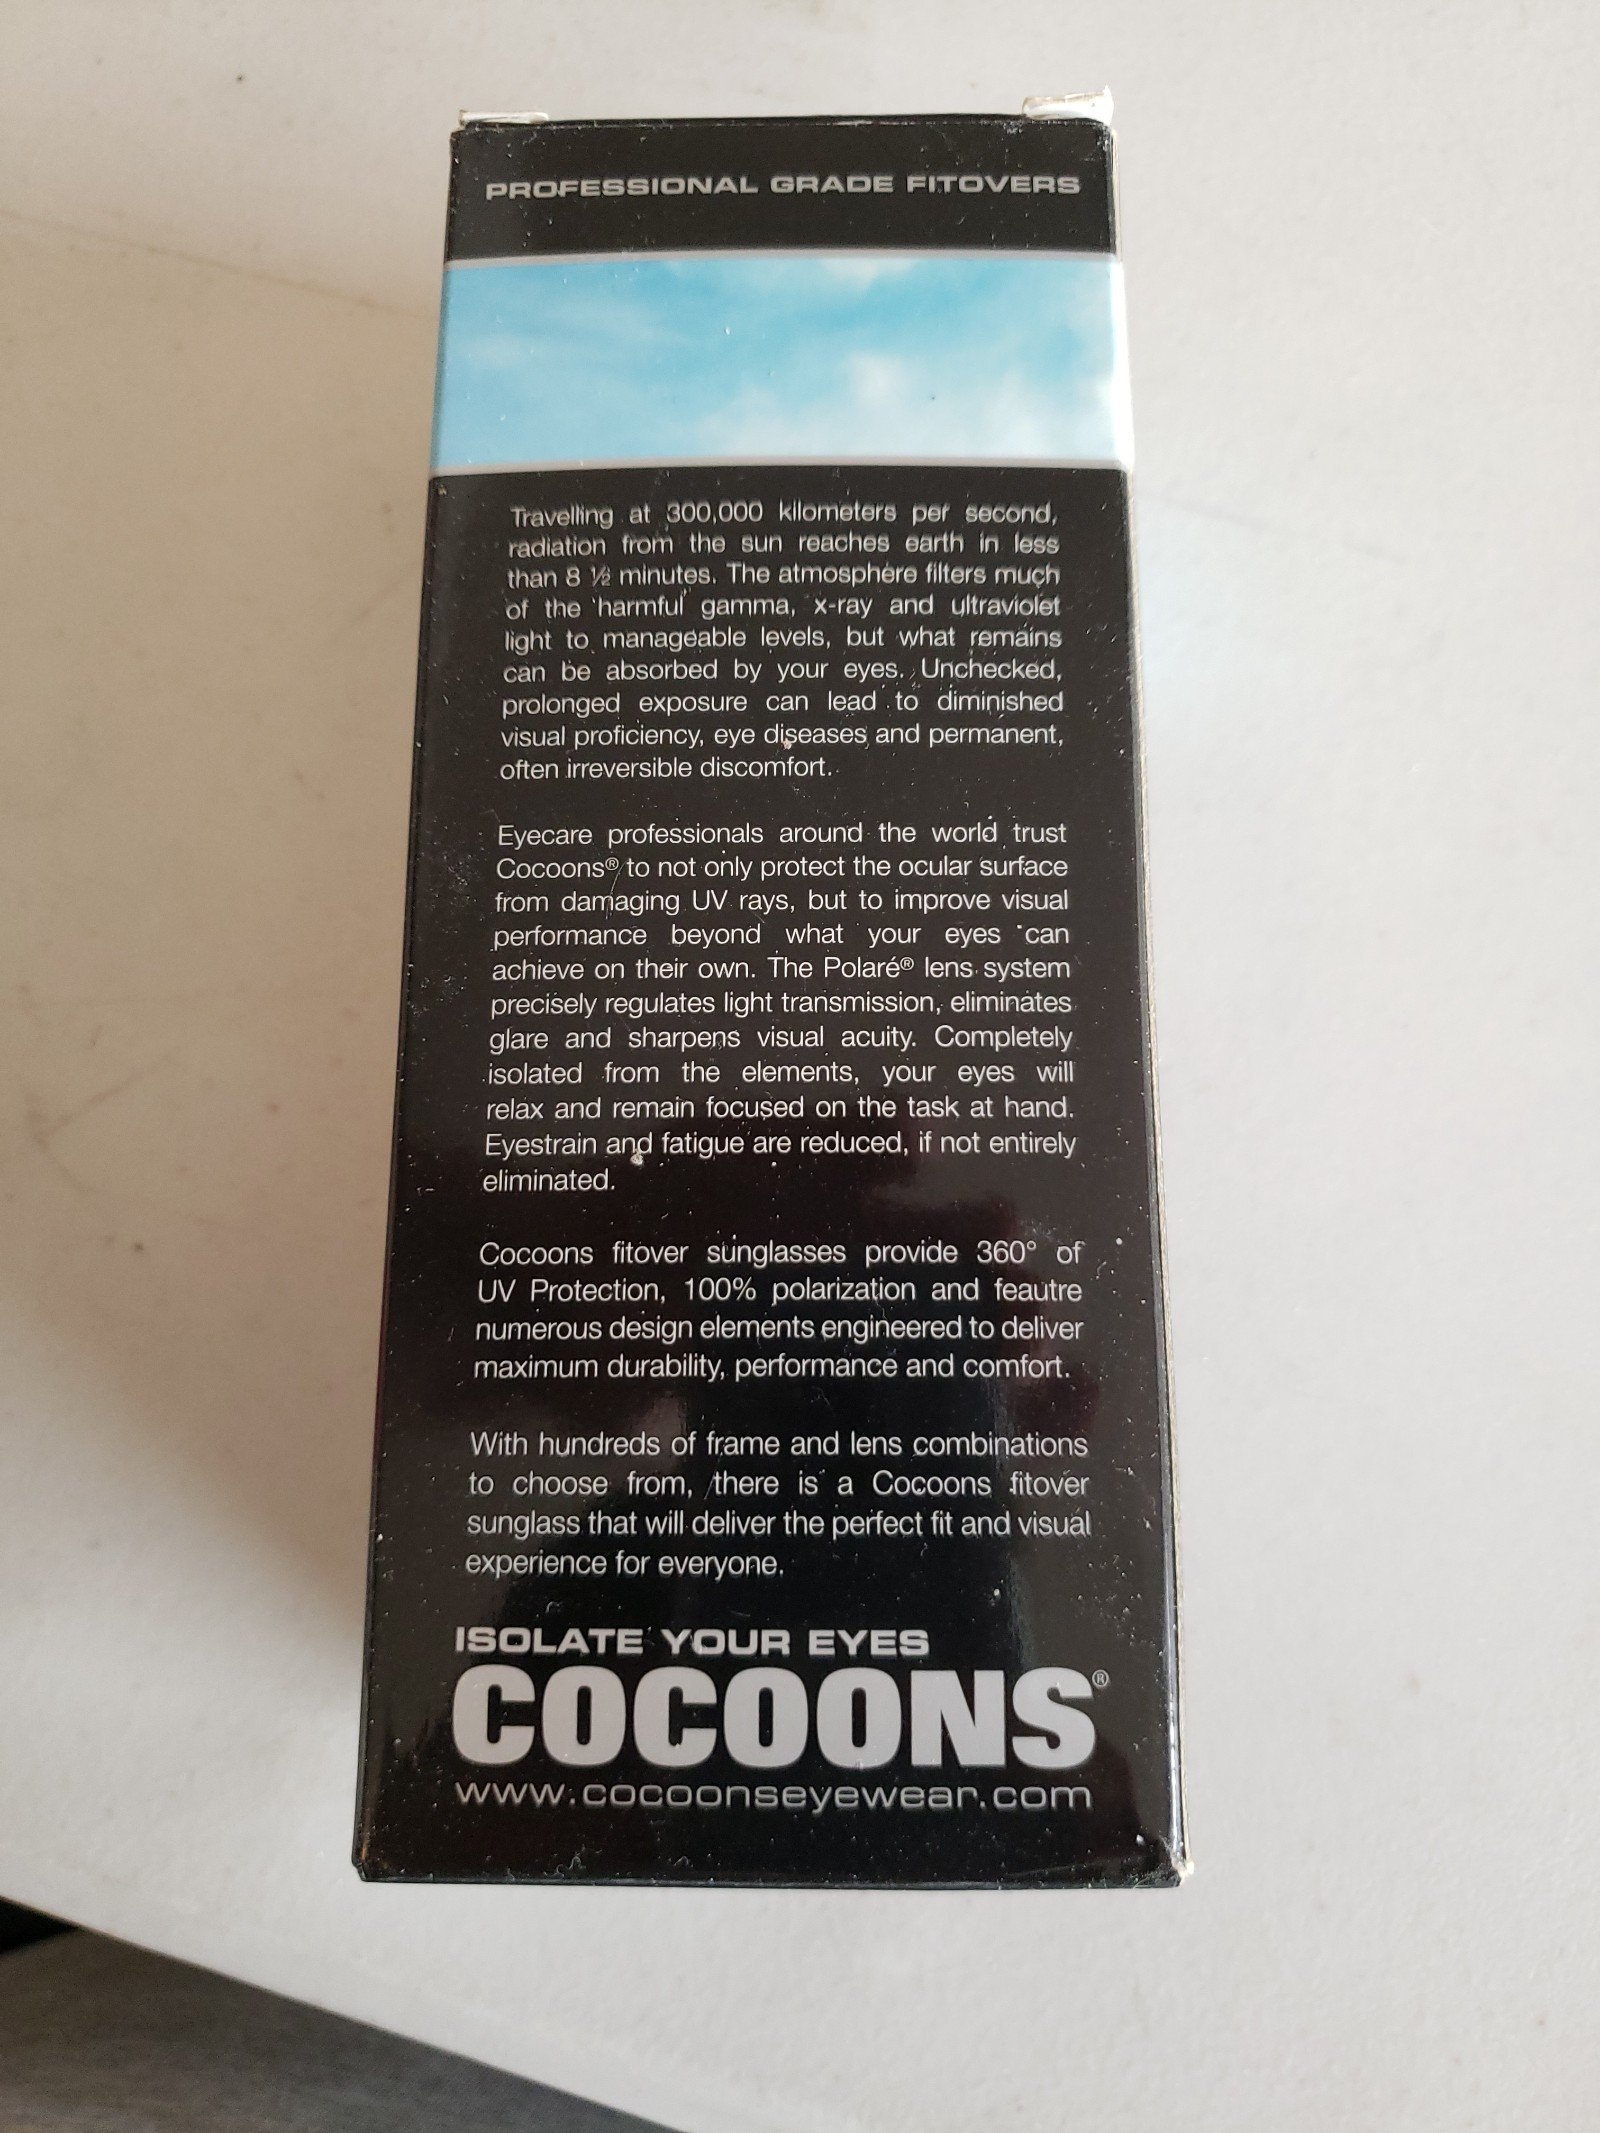 PROFESSIONAL GRADE FITOVERS
Travelling at 300,000 kilometers per second,
radiation from the sun reaches earth in less
than 8 ½ minutes. The atmosphere filters much
of the harmful gamma, x-ray and ultraviolet
light to manageable levels, but what remains
can be absorbed by your eyes. Unchecked,
prolonged exposure can lead to diminished
visual proficiency, eye diseases and permanent,
often irreversible discomfort.
Eyecare professionals around the world trust
Cocoons® to not only protect the ocular surface
from damaging UV rays, but to improve visual
performance beyond what your eyes can
achieve on their own. The Polaré® lens system
precisely regulates light transmission, eliminates
glare and sharpens visual acuity. Completely
isolated from the elements, your eyes will
relax and remain focused on the task at hand.
Eyestrain and fatigue are reduced, if not entirely
eliminated.
Cocoons fitover sunglasses provide 360° of
UV Protection, 100% polarization and feautre
numerous design elements engineered to deliver
maximum durability, performance and comfort.
With hundreds of frame and lens combinations
to choose from, there is a Cocoons fitover
sunglass that will deliver the perfect fit and visual
experience for everyone.
ISOLATE YOUR EYES
COCOONS®
www.cocoonseyewear.com